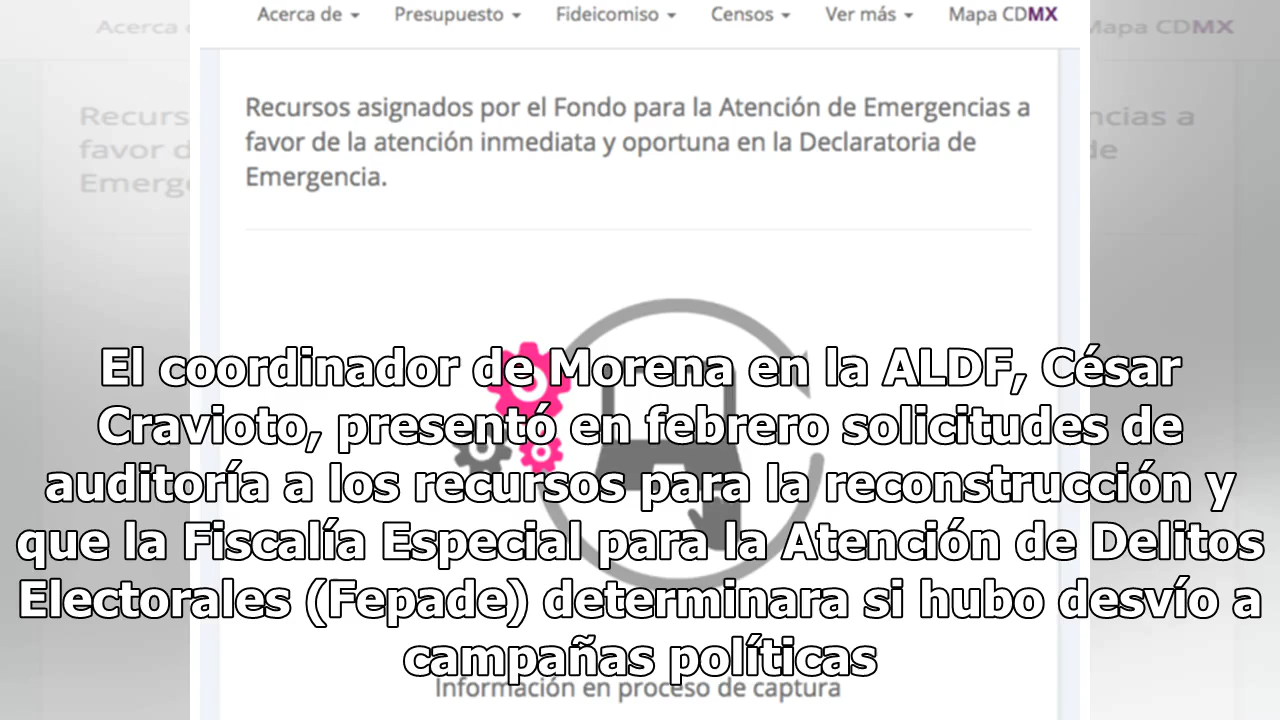 Acerca de Presupuesto Fideicomiso Censos Ver más Mapa CDMX
Recursos asignados por el Fondo para la Atención de Emergencias a
favor de la atención inmediata y oportuna en la Declaratoria de
Emergencia.
El coordinador de Morena en la ALDF, César
Cravioto, presentó en febrero solicitudes de
auditoría a los recursos para la reconstrucción y
que la Fiscalía Especial para la Atención de Delitos
Electorales (Fepade) determinara si hubo desvío a
campañas políticas
Información en proceso de captura